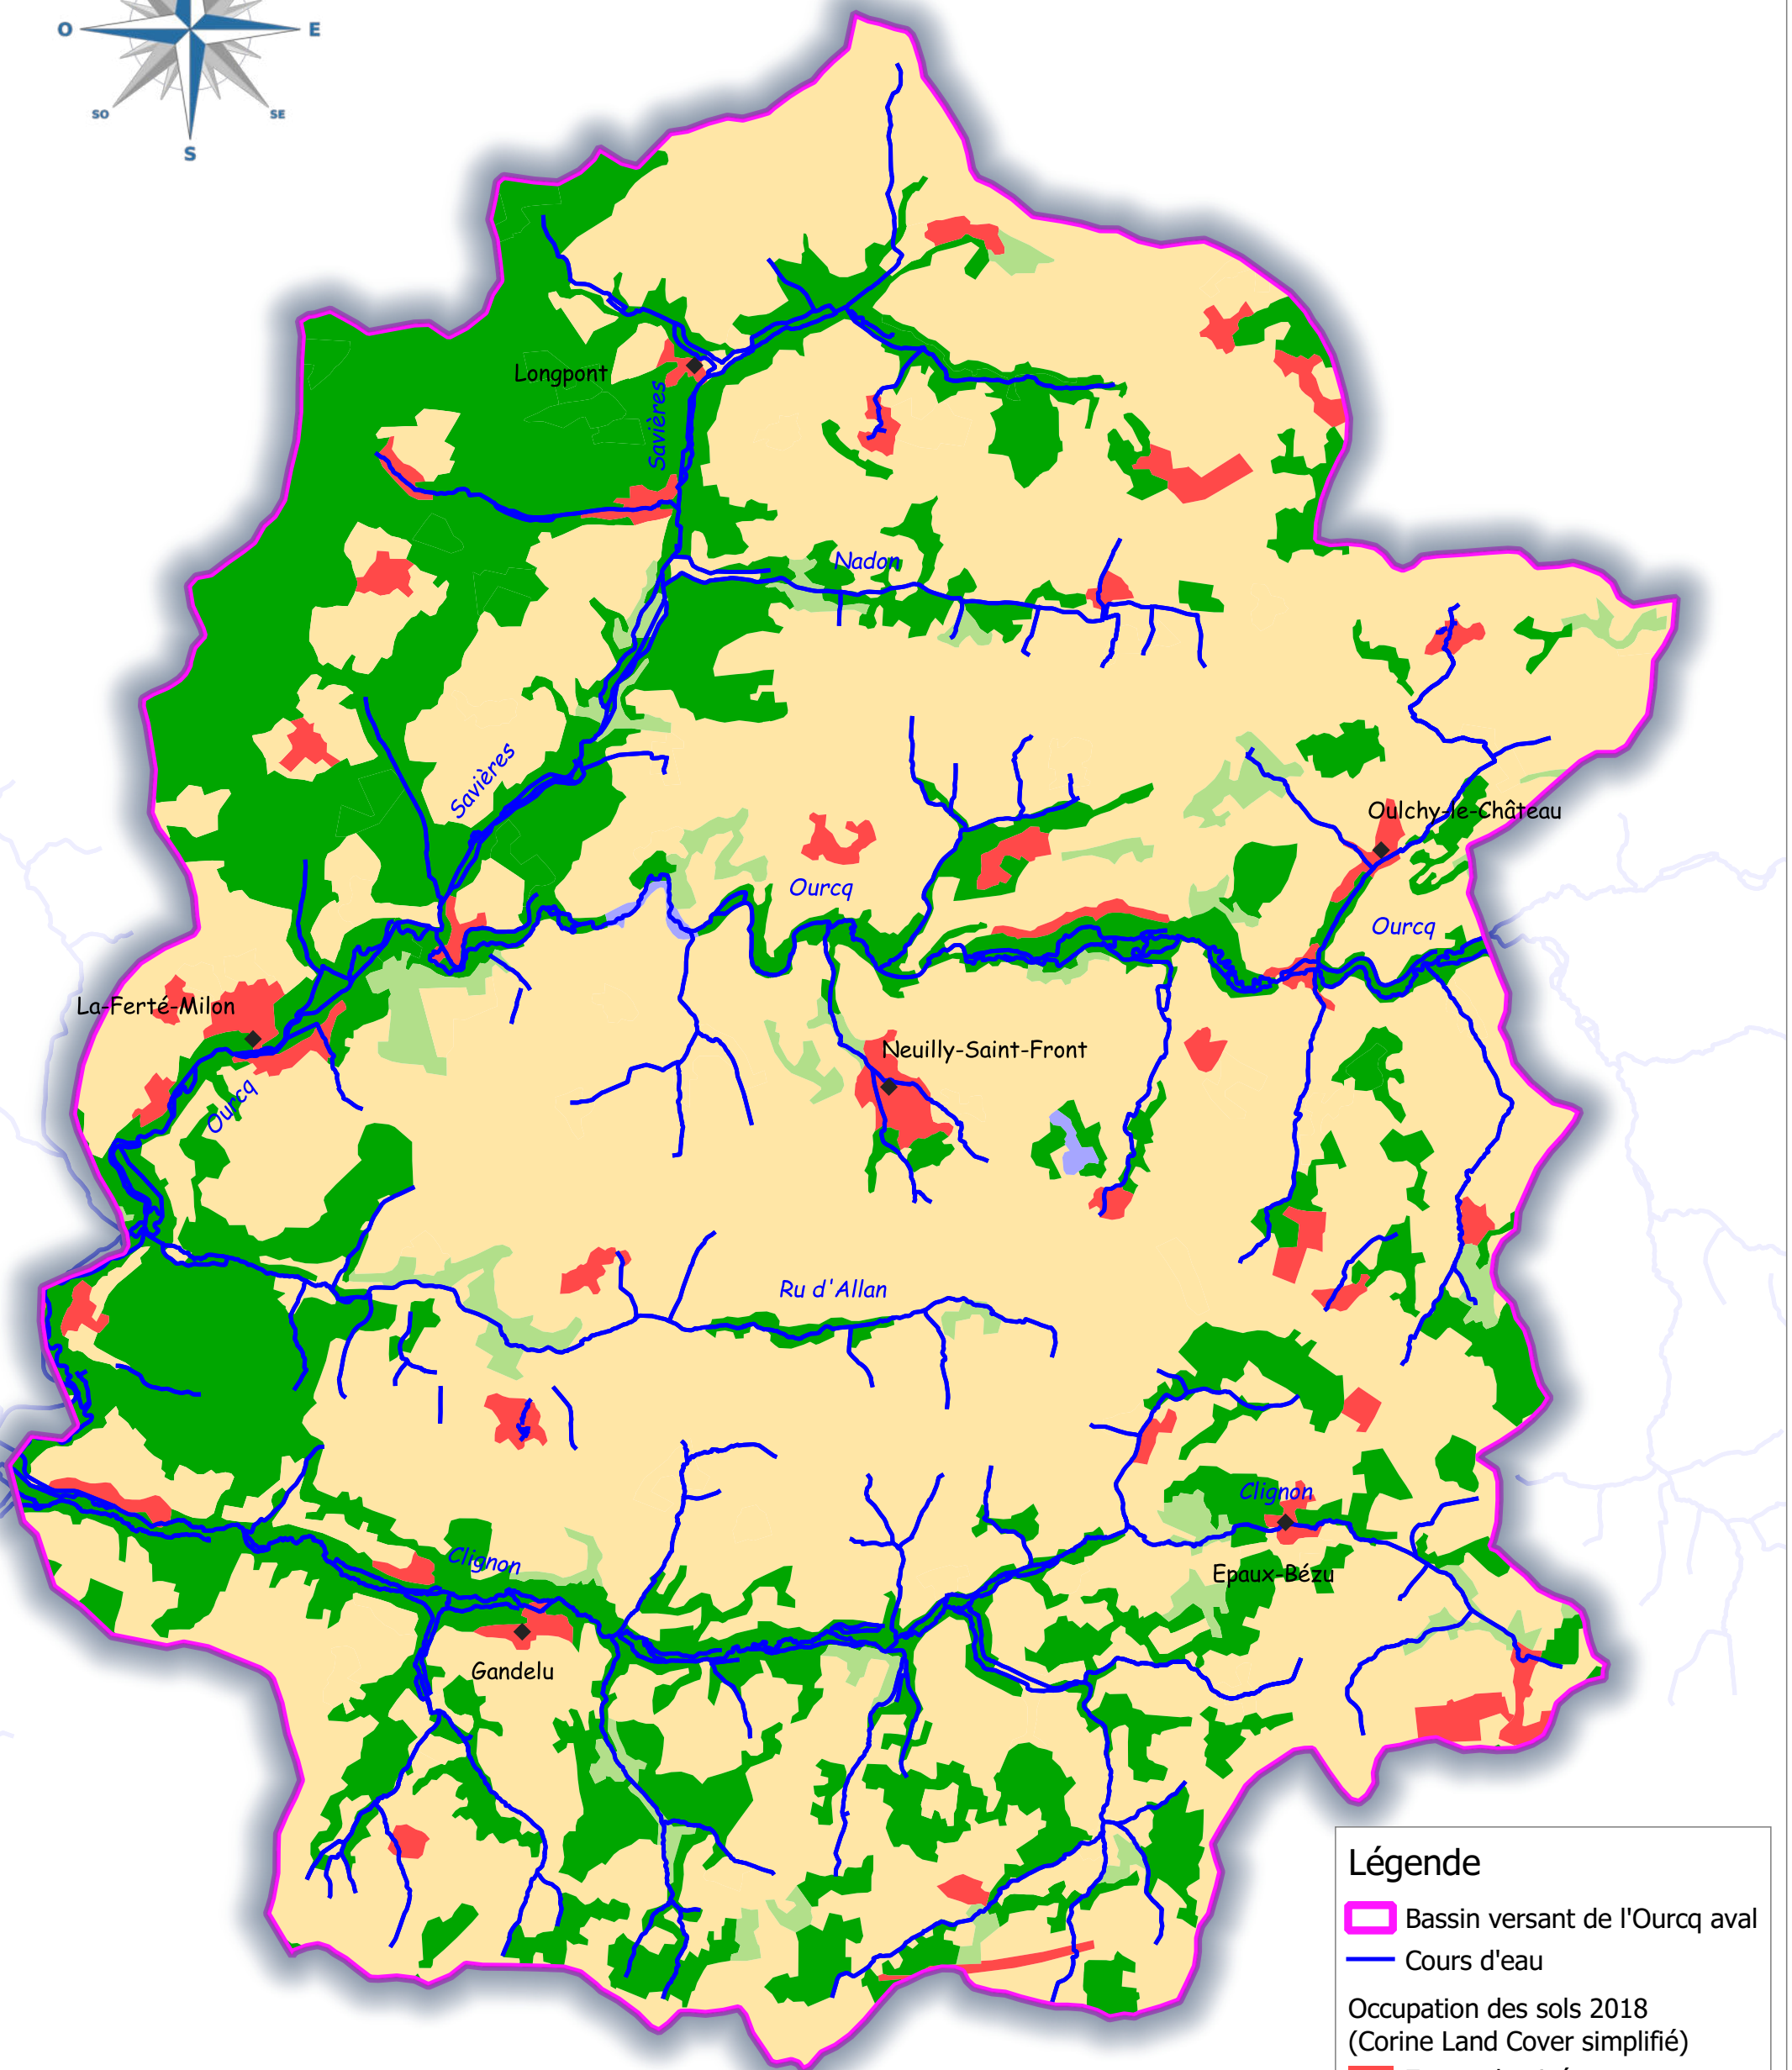 O
E
SO
SE
S
Longpont
Savières
Nadon
Savières
Oulchy-le-Château
Ourcq
Ourcq
La-Ferté-Milon
Neuilly-Saint-Front
Ourcq
Ru d'Allan
Clignon
Clignon
Epaux-Bézu
Gandelu
Légende
Bassin versant de l'Ourcq aval
Cours d'eau
Occupation des sols 2018
(Corine Land Cover simplifié)